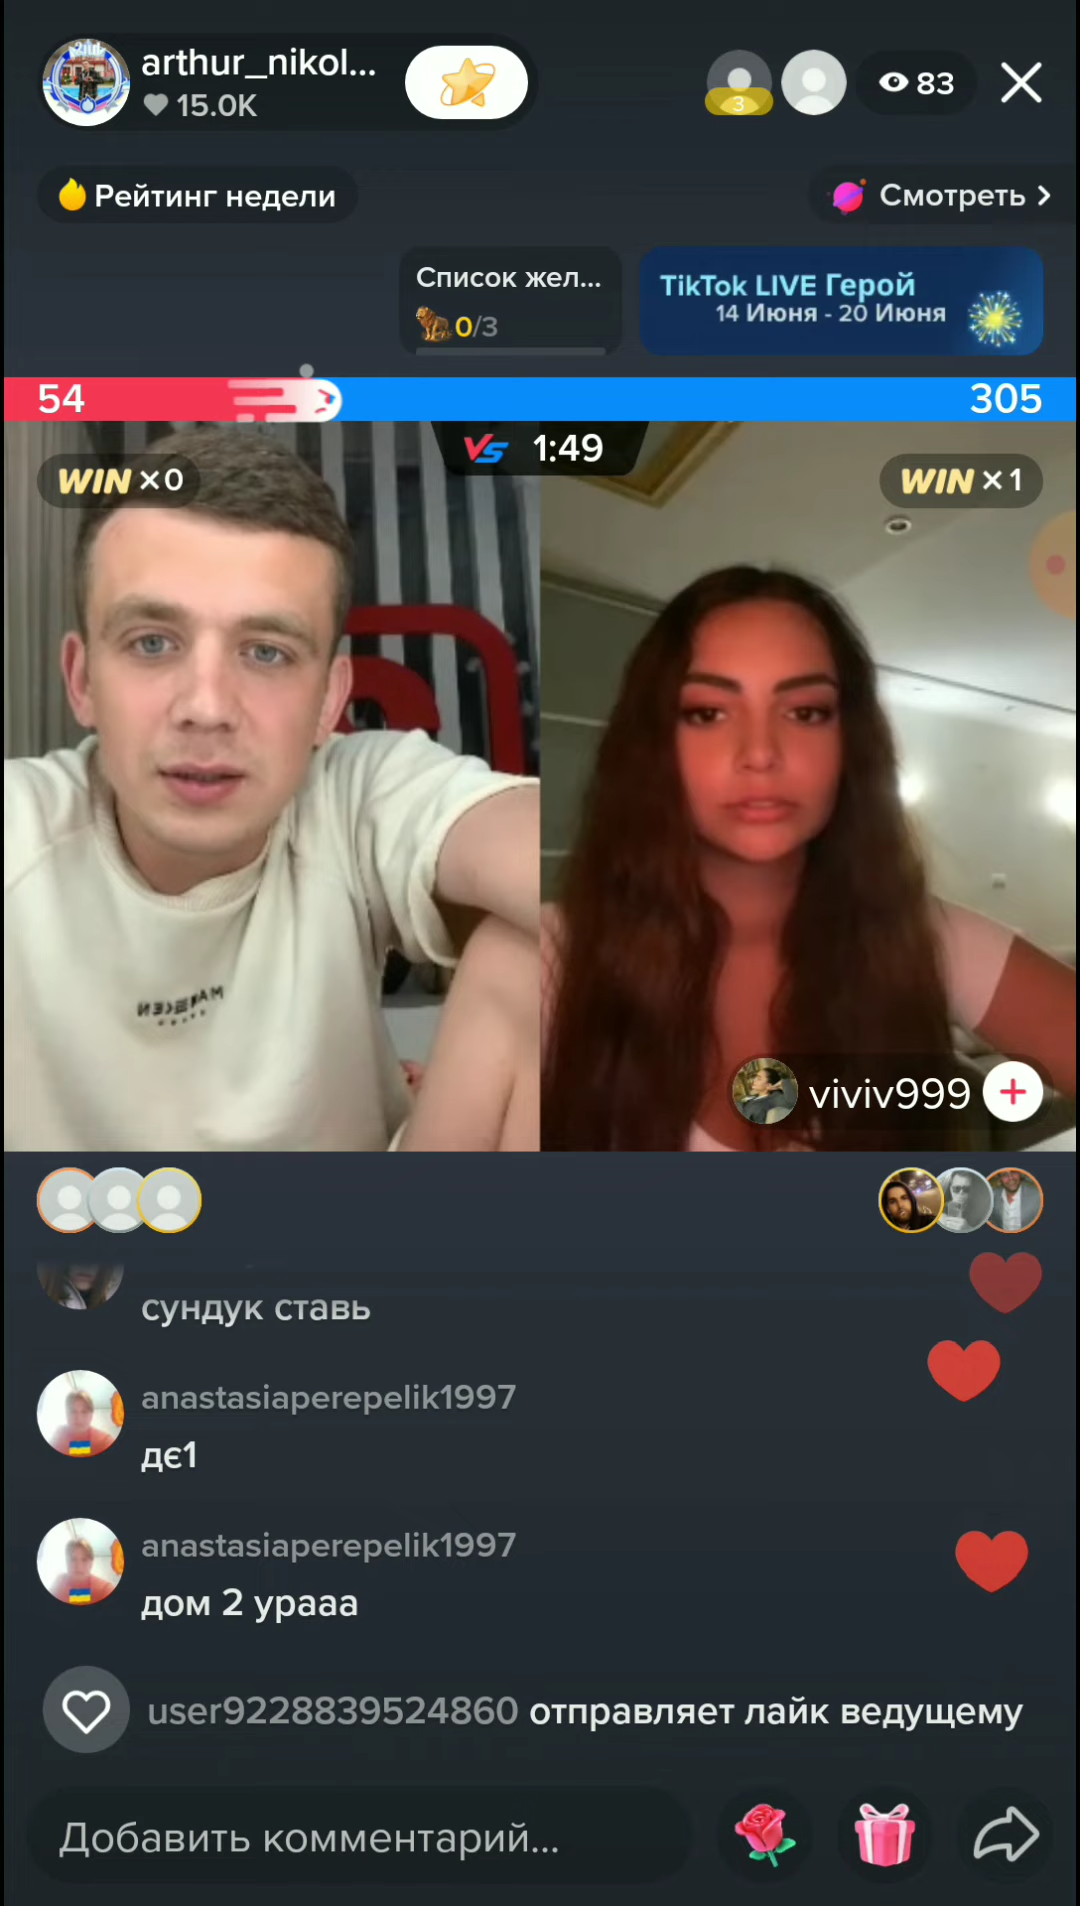 arthur_nikol...
15.0K
3
83
Рейтинг недели
Смотреть
Список жел...
0/3
TikTok LIVE Герой
14 Июня - 20 Июня
54
305
VS 1:49
WIN ×0
WIN ×1
viviv999
сундук ставь
anastasiaperepelik1997
дє1
anastasiaperepelik1997
дом 2 урааа
user9228839524860 отправляет лайк ведущему
Добавить комментарий...